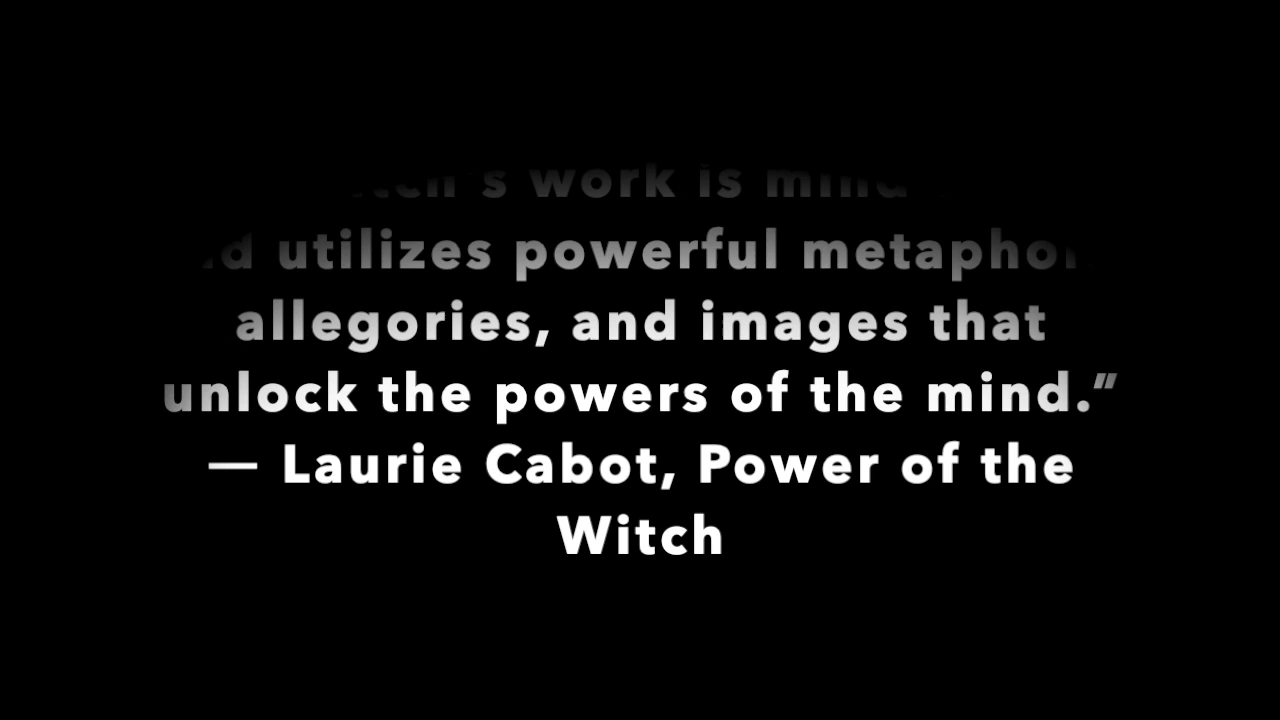 work is mind
utilizes powerful
allegories, and images that
unlock the powers of the mind.”
— Laurie Cabot, Power of the
Witch